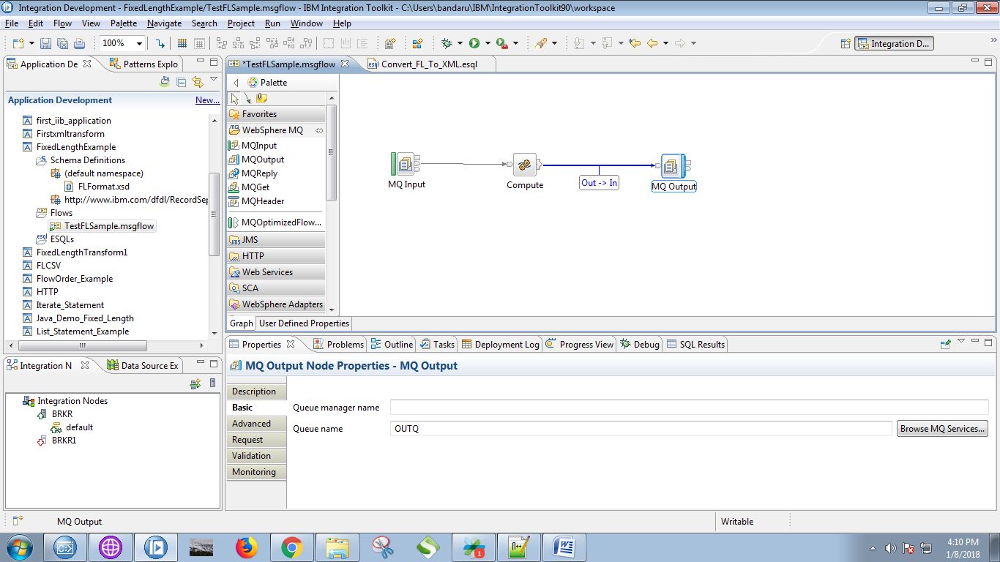 Integration Development - FixedLengthExample/TestFLSample.msgflow - IBM Integration Toolkit - C:\Users\bandaru\IBM\IntegrationToolkit90\workspace
File Edit Flow View Palette Navigate Search Project Run Window Help
100%
Integration D...
Application De
Patterns Explo
Application Development
New...
first_iib_application
Firstxmltransform
FixedLengthExample
Schema Definitions
(default namespace)
FLFormat.xsd
http://www.ibm.com/dfdl/RecordSep
Flows
TestFLSample.msgflow
esql ESQLs
FixedLengthTransform1
FLCSV
FlowOrder_Example
HTTP
Iterate_Statement
Java_Demo_Fixed_Length
List_Statement_Example
*TestFLSample.msgflow
Convert_FL_To_XML.esql
Palette
Favorites
WebSphere MQ
MQInput
MQOutput
MQReply
MQGet
MQHeader
MQOptimizedFlow...
JMS
HTTP
Web Services
SCA
WebSphere Adapters
MQ Input
Compute
Out -> In
MQ Output
Graph
User Defined Properties
Integration N
Data Source Ex
Integration Nodes
BRKR
default
BRKR1
Properties
Problems
Outline
Tasks
Deployment Log
Progress View
Debug
SQL Results
MQ Output Node Properties - MQ Output
Description
Basic
Advanced
Request
Validation
Monitoring
Queue manager name
Queue name
OUTQ
Browse MQ Services...
MQ Output
Writable
1
4:10 PM
1/8/2018